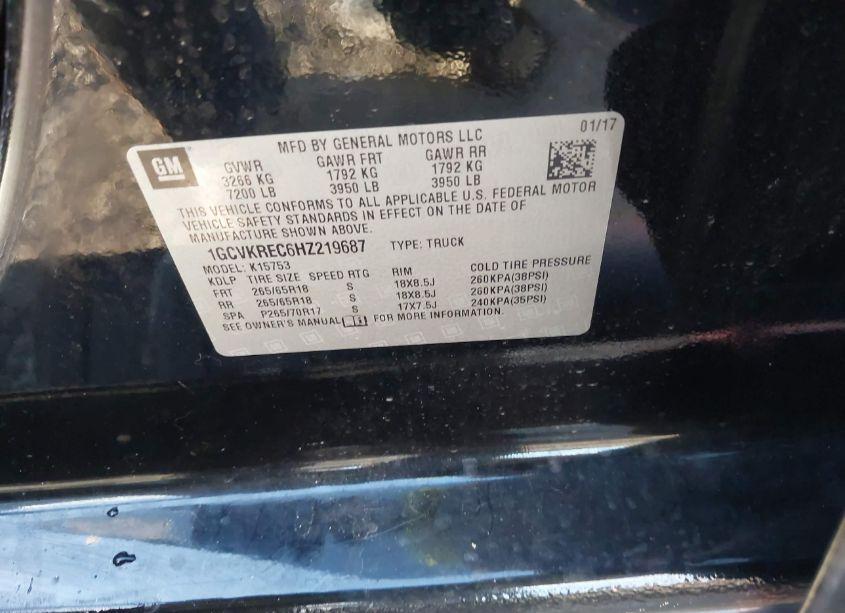 MFD BY GENERAL MOTORS LLC 01/17
GM
GVWR GAWR FRT GAWR RR
3266 KG 1792 KG 1792 KG
7200 LB 3950 LB 3950 LB
THIS VEHICLE CONFORMS TO ALL APPLICABLE U.S. FEDERAL MOTOR
VEHICLE SAFETY STANDARDS IN EFFECT ON THE DATE OF
MANUFACTURE SHOWN ABOVE.
1GCVKREC6HZ219687 TYPE: TRUCK
MODEL: K15753
KDLP TIRE SIZE SPEED RTG RIM COLD TIRE PRESSURE
FRT 265/65R18 S 18X8.5J 260KPA(38PSI)
RR 265/65R18 S 18X8.5J 260KPA(38PSI)
SPA P265/70R17 S 17X7.5J 240KPA(35PSI)
SEE OWNER'S MANUAL FOR MORE INFORMATION.